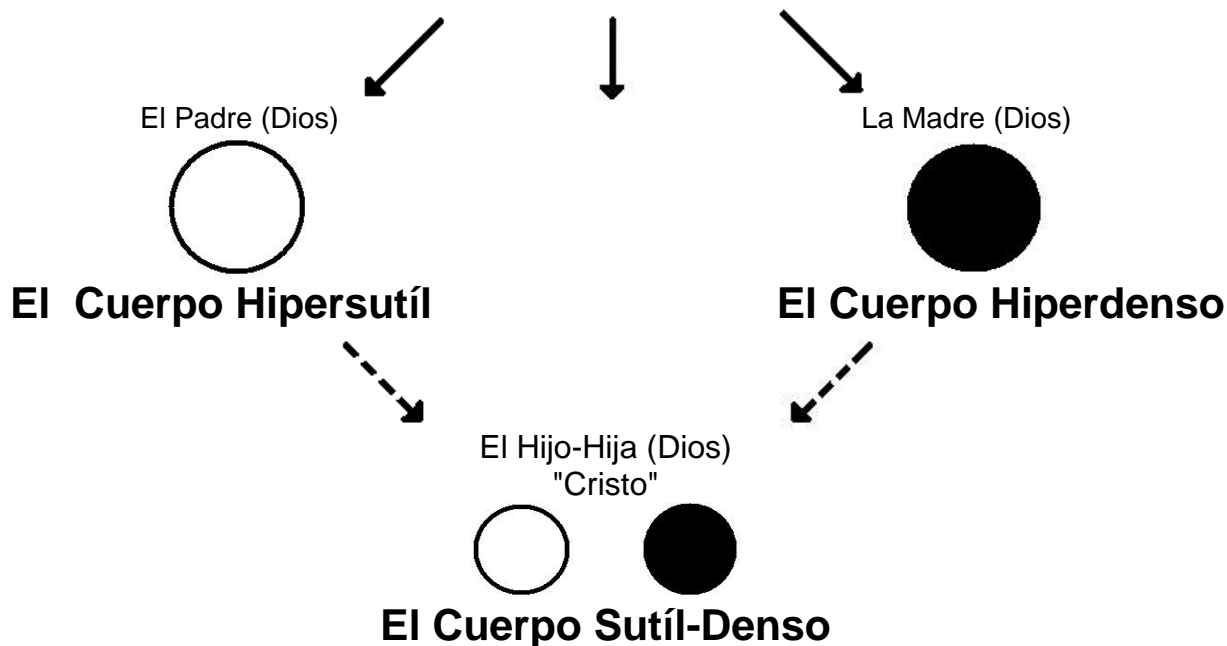 El Padre (Dios)
La Madre (Dios)
El  Cuerpo Hipersutíl
El Cuerpo Hiperdenso
El Hijo-Hija (Dios)
"Cristo"
El Cuerpo Sutíl-Denso